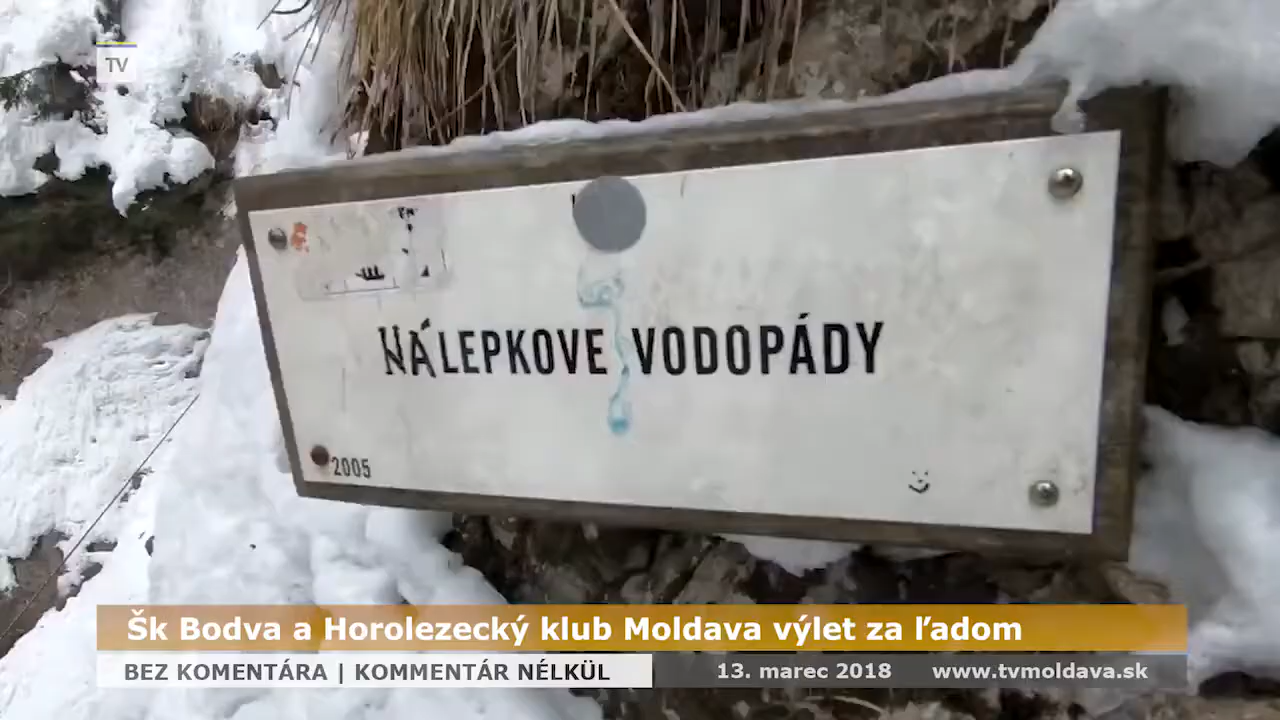 TV
NÁLEPKOVE VODOPÁDY
2005
Šk Bodva a Horolezecký klub Moldava výlet za ľadom
BEZ KOMENTÁRA | KOMMENTÁR NÉLKÜL
13. marec 2018
www.tvmoldava.sk